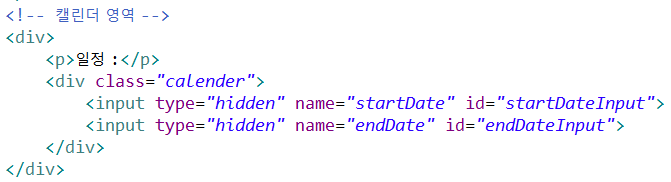 <!-- 캘린더 영역 -->
<div>
    <p>일정 :</p>
    <div class="calender">
        <input type="hidden" name="startDate" id="startDateInput">
        <input type="hidden" name="endDate" id="endDateInput">
    </div>
</div>